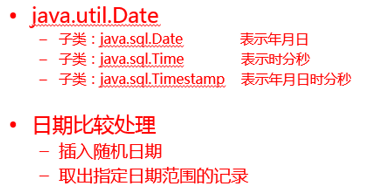 • java.util.Date
– 子类：java.sql.Date 表示年月日
– 子类：java.sql.Time 表示时分秒
– 子类：java.sql.Timestamp 表示年月日时分秒
• 日期比较处理
– 插入随机日期
– 取出指定日期范围的记录